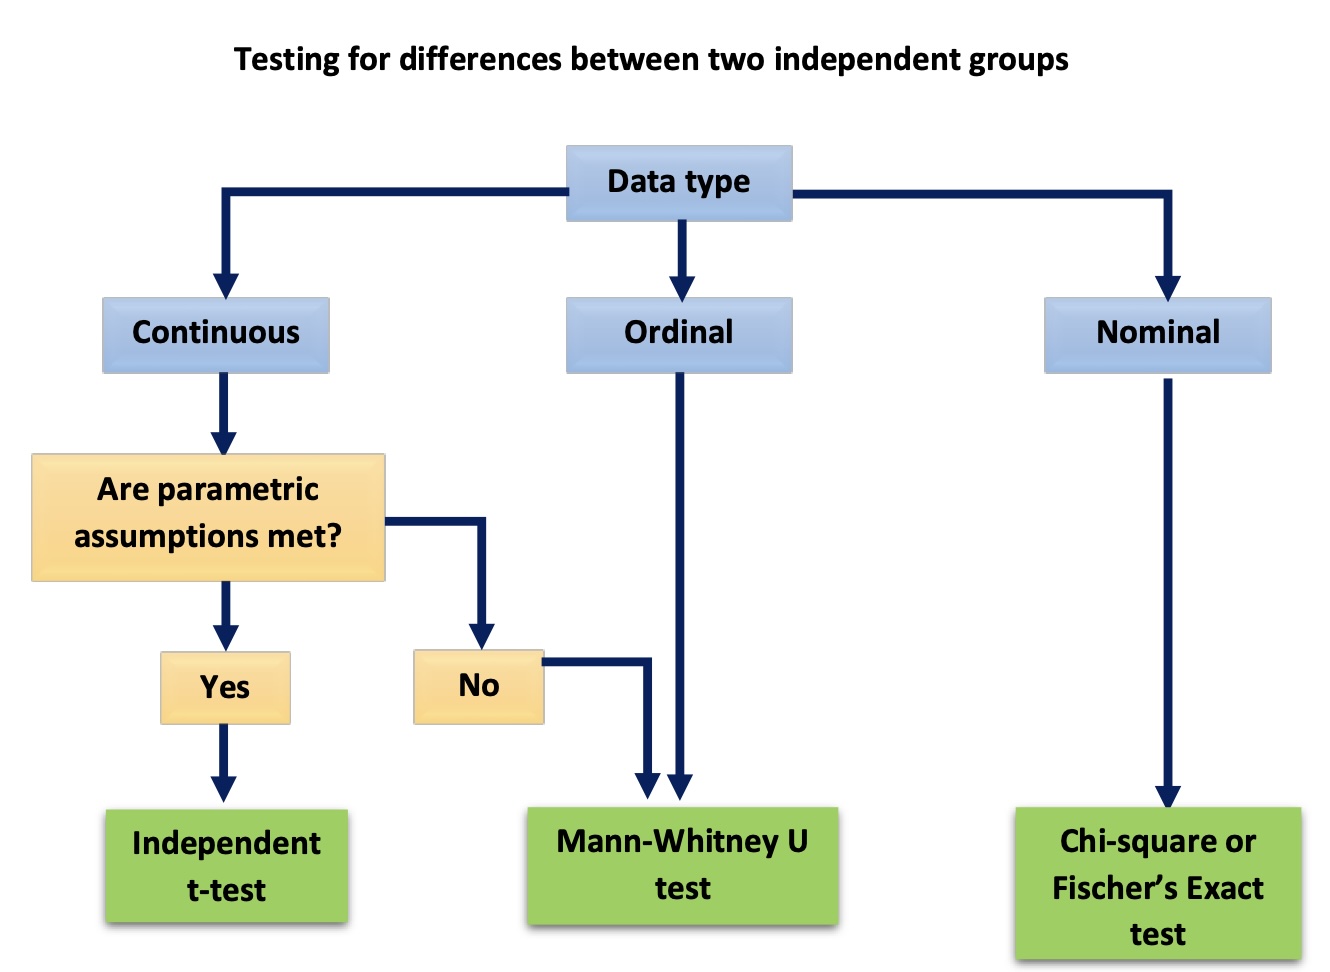 Testing for differences between two independent groups
Data type
Continuous
Ordinal
Nominal
Are parametric
assumptions met?
Yes
No
Independent
t-test
Mann-Whitney U
test
Chi-square or
Fischer’s Exact
test